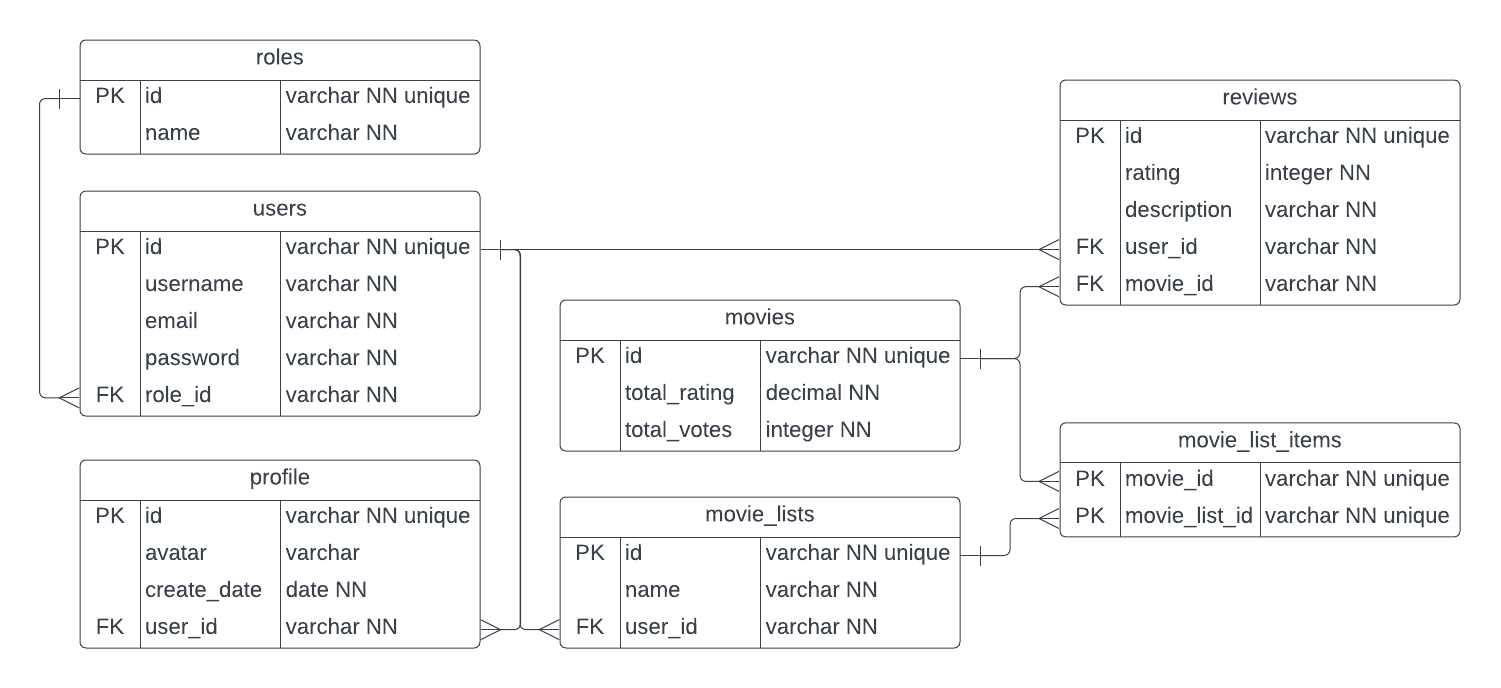 roles
PK id varchar NN unique
name varchar NN
users
PK id varchar NN unique
username varchar NN
email varchar NN
password varchar NN
FK role_id varchar NN
profile
PK id varchar NN unique
avatar varchar
create_date date NN
FK user_id varchar NN
movies
PK id varchar NN unique
total_rating decimal NN
total_votes integer NN
movie_lists
PK id varchar NN unique
name varchar NN
FK user_id varchar NN
reviews
PK id varchar NN unique
rating integer NN
description varchar NN
FK user_id varchar NN
FK movie_id varchar NN
movie_list_items
PK movie_id varchar NN unique
PK movie_list_id varchar NN unique